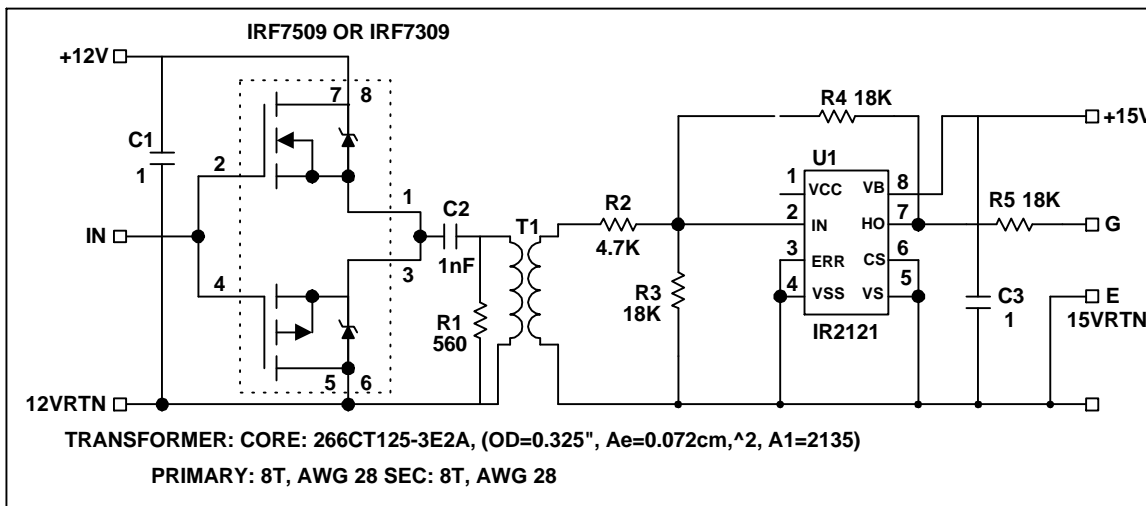 IRF7509 OR IRF7309
+12V
7 8
C1
1
2
1
IN
C2
1nF
3
4
R1
560
5 6
12VRTN
T1
R2
4.7K
R3
18K
R4 18K
U1
1 VCC VB 8
2 IN HO 7
3 ERR CS 6
4 VSS VS 5
IR2121
+15V
R5 18K
G
C3
1
E
15VRTN
TRANSFORMER: CORE: 266CT125-3E2A, (OD=0.325", Ae=0.072cm,^2, A1=2135)
PRIMARY: 8T, AWG 28 SEC: 8T, AWG 28